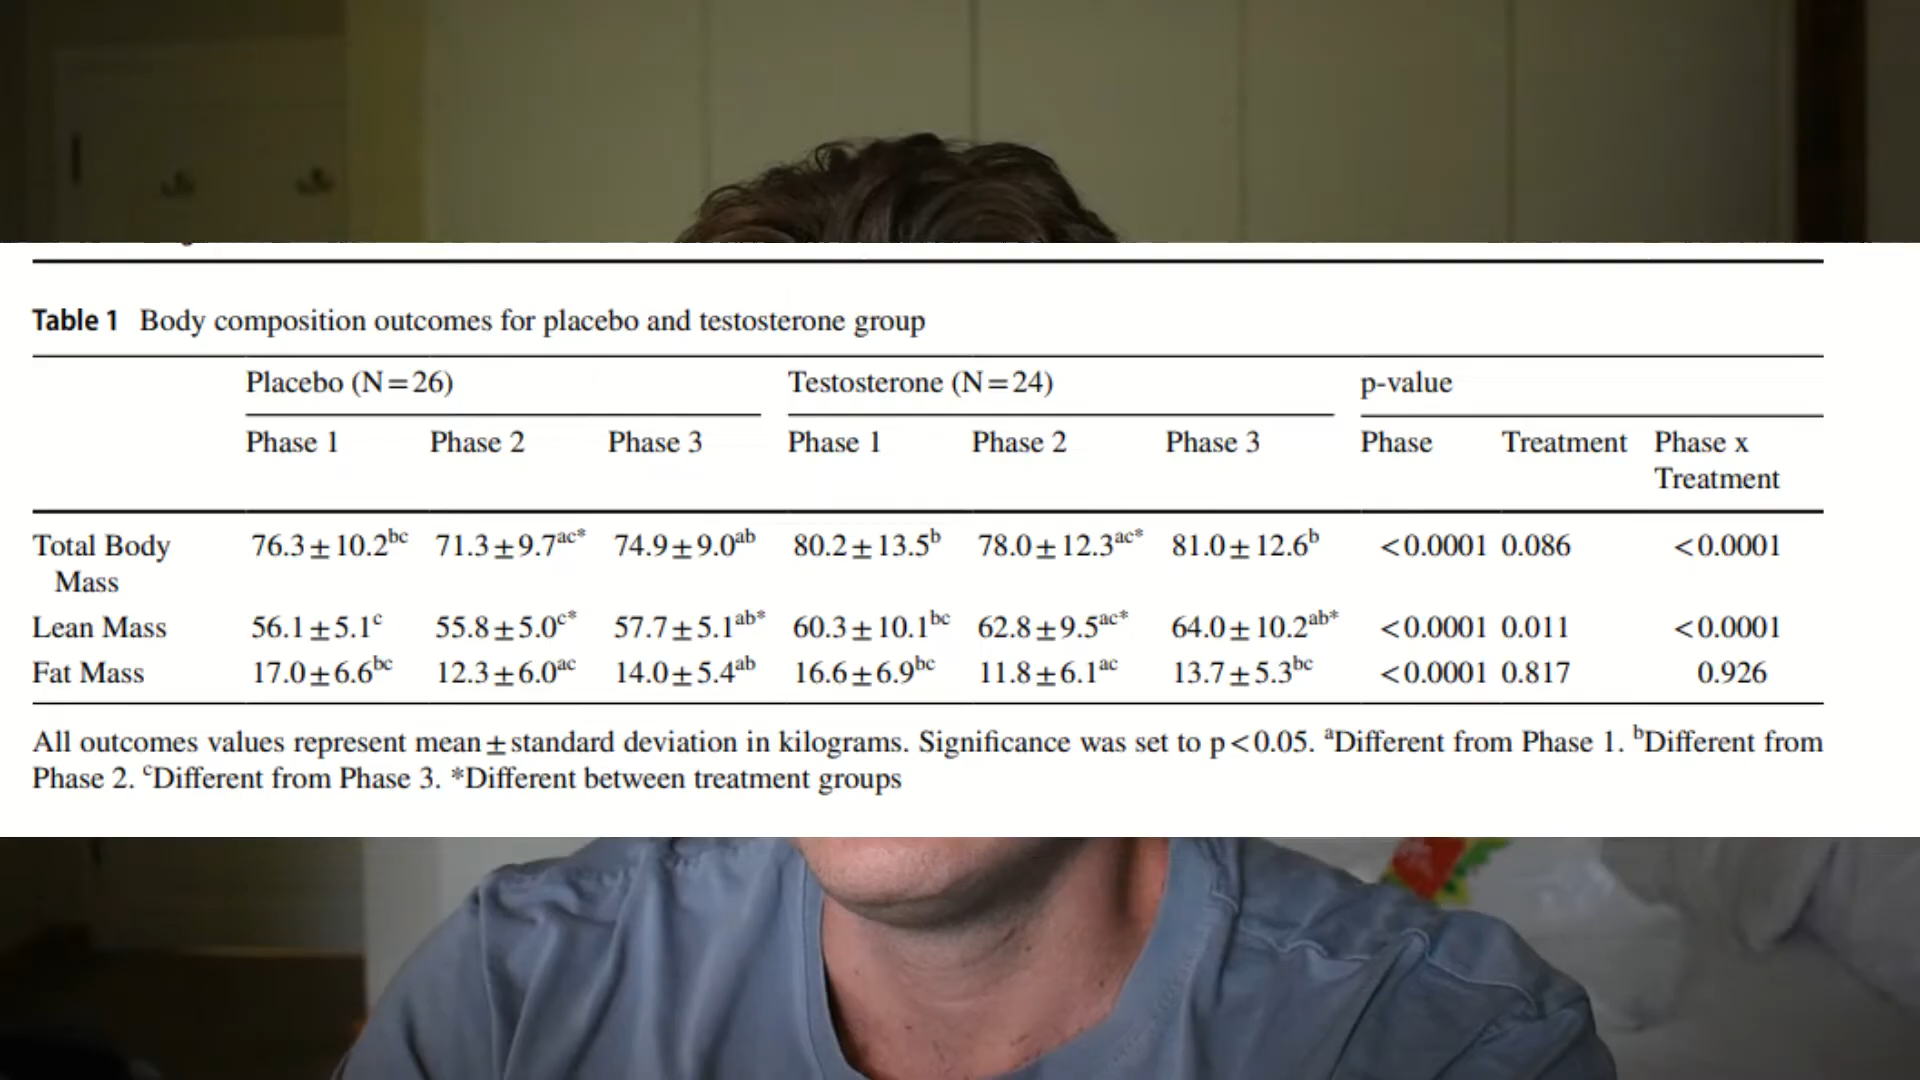 Table 1 Body composition outcomes for placebo and testosterone group
Placebo (N=26) Testosterone (N=24) p-value
Phase 1 Phase 2 Phase 3 Phase 1 Phase 2 Phase 3 Phase Treatment Phase x
Treatment
Total Body 76.3±10.2bc 71.3±9.7ac* 74.9±9.0ab 80.2±13.5b 78.0±12.3ac* 81.0±12.6b <0.0001 0.086 <0.0001
Mass
Lean Mass 56.1±5.1c 55.8±5.0c* 57.7±5.1ab* 60.3±10.1bc 62.8±9.5ac* 64.0±10.2ab* <0.0001 0.011 <0.0001
Fat Mass 17.0±6.6bc 12.3±6.0ac 14.0±5.4ab 16.6±6.9bc 11.8±6.1ac 13.7±5.3bc <0.0001 0.817 0.926
All outcomes values represent mean±standard deviation in kilograms. Significance was set to p<0.05. aDifferent from Phase 1. bDifferent from
Phase 2. cDifferent from Phase 3. *Different between treatment groups